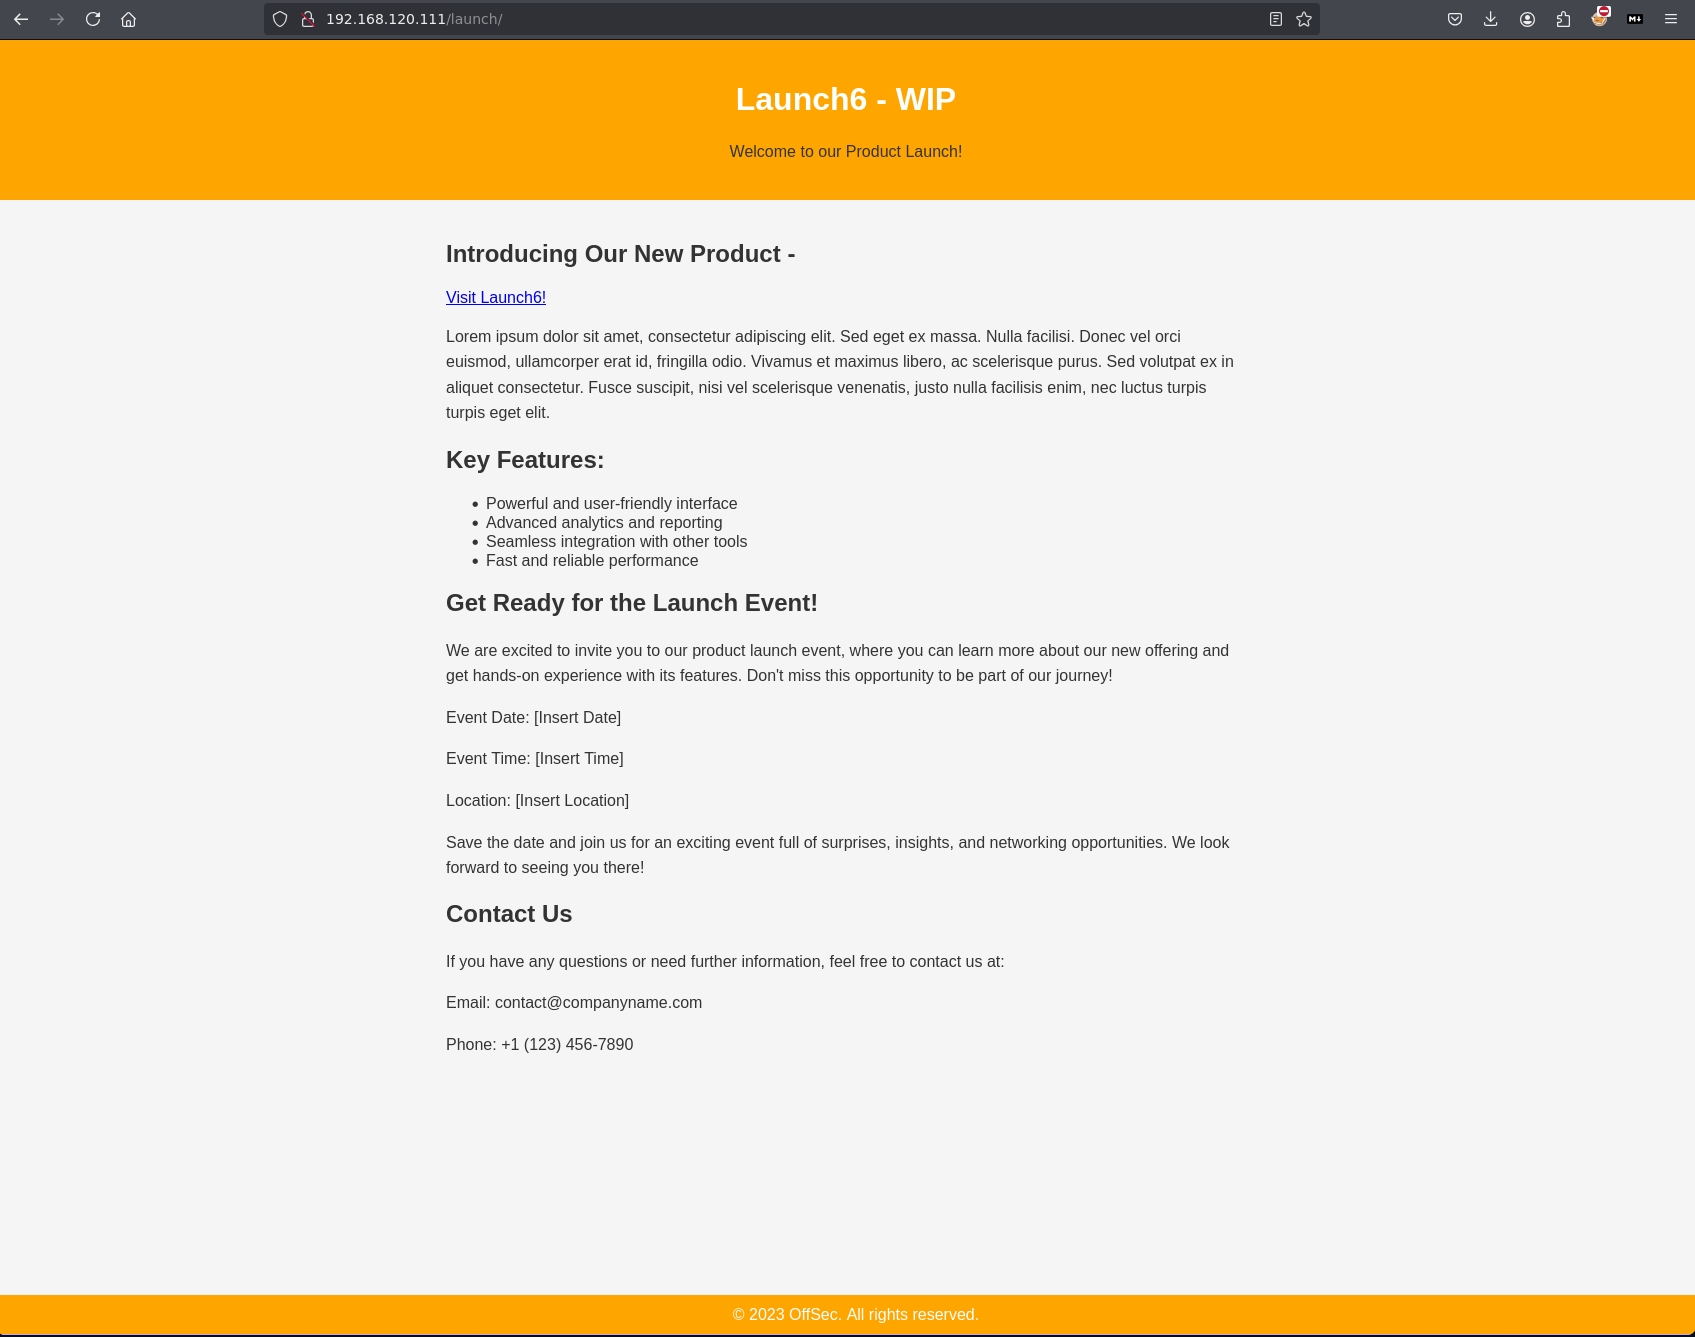 192.168.120.111/launch/
Launch6 - WIP
Welcome to our Product Launch!
Introducing Our New Product -
Visit Launch6!
Lorem ipsum dolor sit amet, consectetur adipiscing elit. Sed eget ex massa. Nulla facilisi. Donec vel orci
euismod, ullamcorper erat id, fringilla odio. Vivamus et maximus libero, ac scelerisque purus. Sed volutpat ex in
aliquet consectetur. Fusce suscipit, nisi vel scelerisque venenatis, justo nulla facilisis enim, nec luctus turpis
turpis eget elit.
Key Features:
• Powerful and user-friendly interface
• Advanced analytics and reporting
• Seamless integration with other tools
• Fast and reliable performance
Get Ready for the Launch Event!
We are excited to invite you to our product launch event, where you can learn more about our new offering and
get hands-on experience with its features. Don't miss this opportunity to be part of our journey!
Event Date: [Insert Date]
Event Time: [Insert Time]
Location: [Insert Location]
Save the date and join us for an exciting event full of surprises, insights, and networking opportunities. We look
forward to seeing you there!
Contact Us
If you have any questions or need further information, feel free to contact us at:
Email: contact@companyname.com
Phone: +1 (123) 456-7890
© 2023 OffSec. All rights reserved.